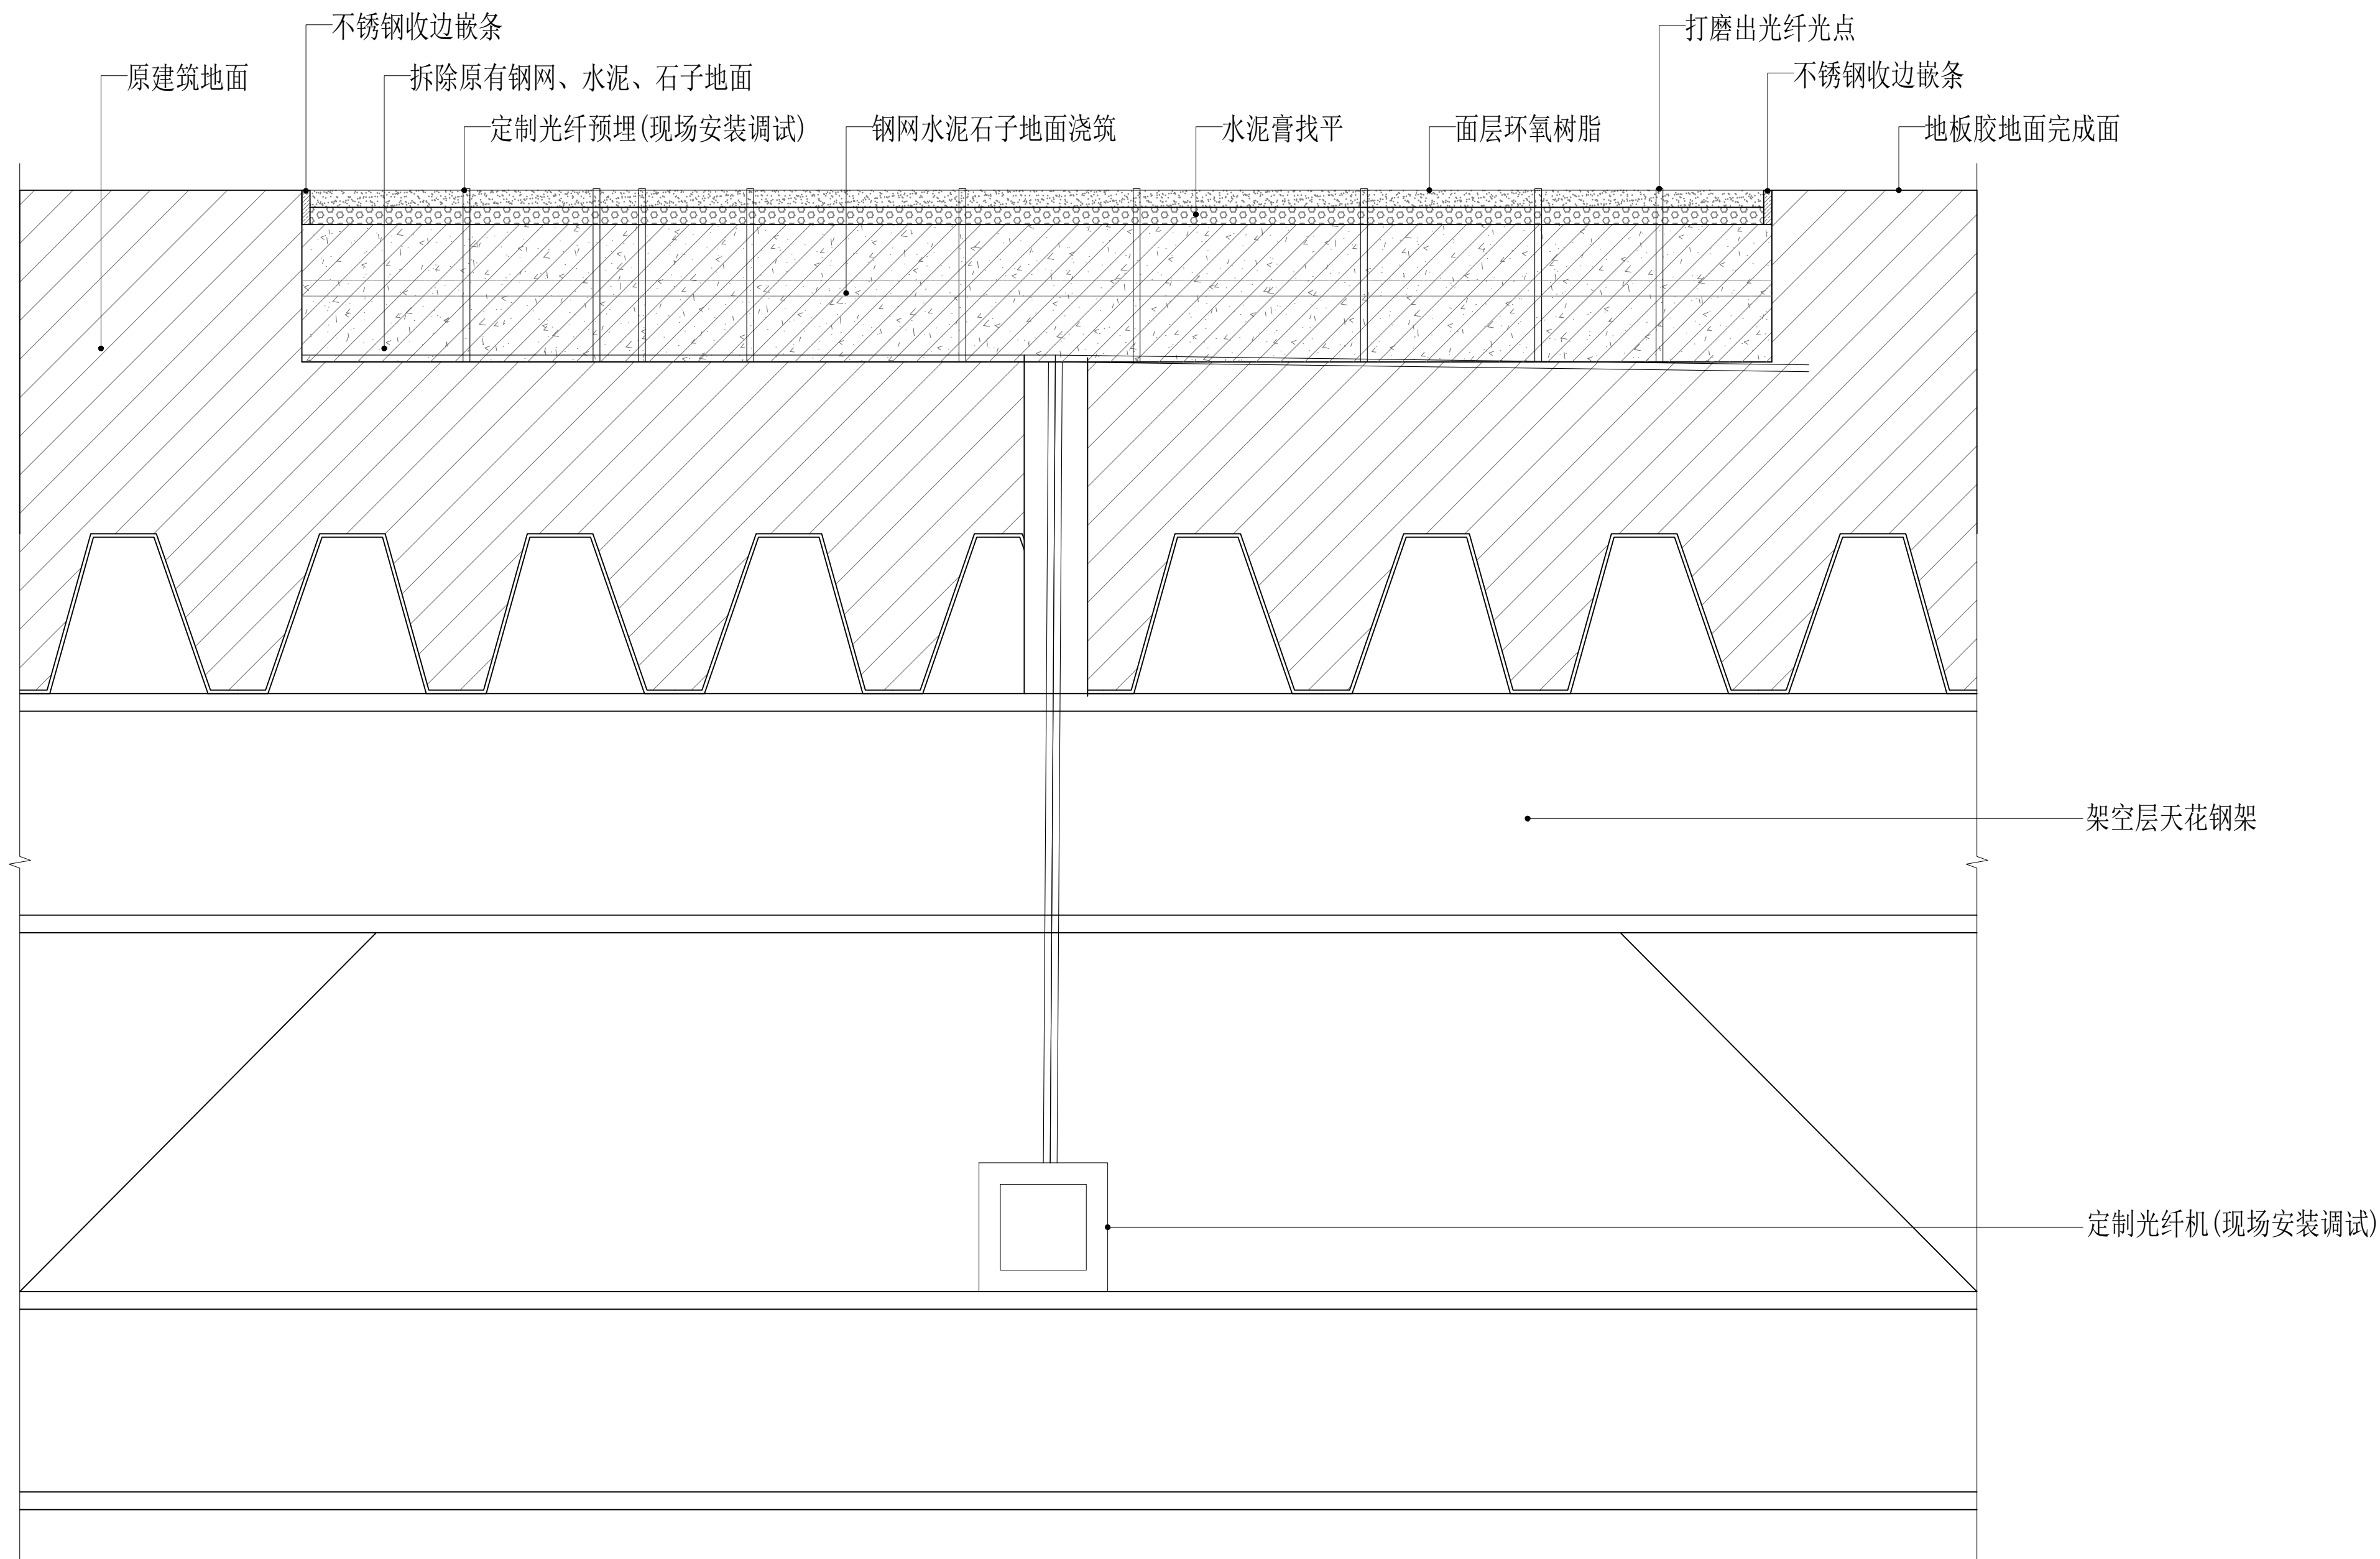 不锈钢收边嵌条
打磨出光纤光点
原建筑地面
拆除原有钢网、水泥、石子地面
不锈钢收边嵌条
定制光纤预埋(现场安装调试)
钢网水泥石子地面浇筑
水泥膏找平
面层环氧树脂
地板胶地面完成面
架空层天花钢架
定制光纤机(现场安装调试)